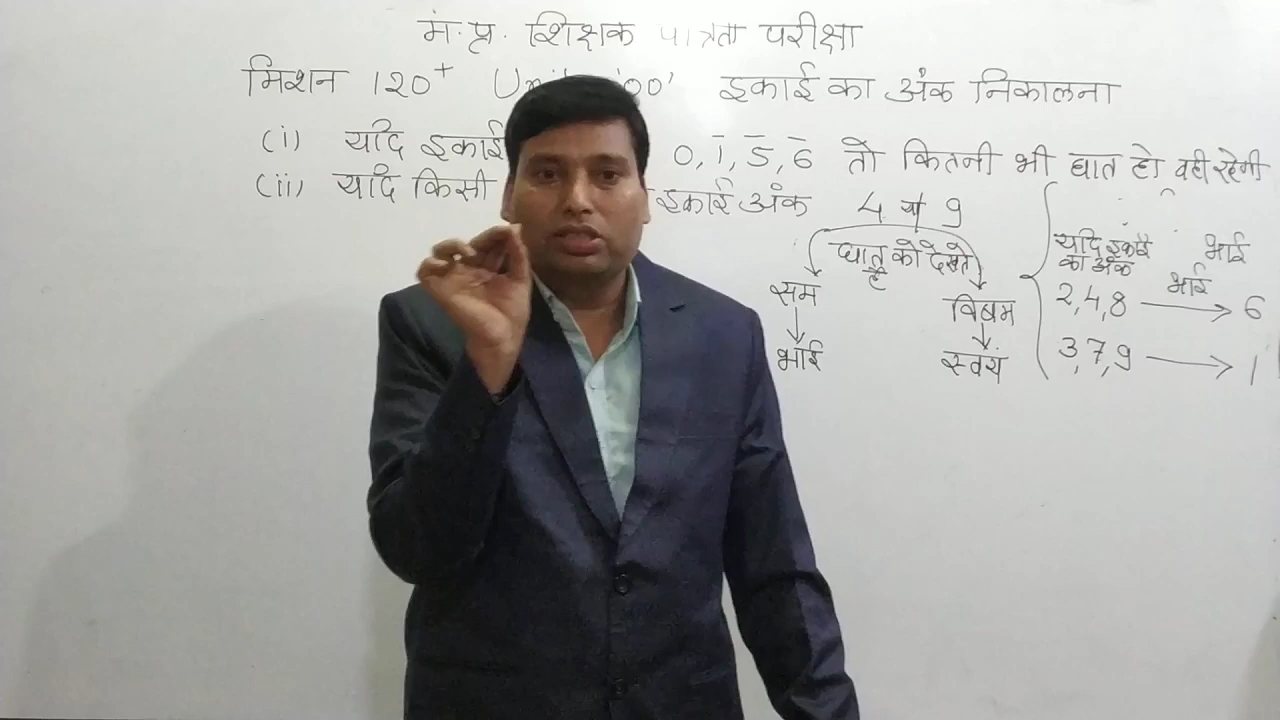 मं. प्र. शिक्षक पात्रता परीक्षा
मिशन 120+ '00' इकाई का अंक निकालना
(i) यदि इकाई 0, 1, 5, 6 तो कितनी भी घात हो वही रहेगी
(ii) यदि किसी इकाई अंक 4 या 9
घात को देखते है
सम
भाई
विषम
स्वयं
यदि इकाई का अंक
भाई
भाई
2, 4, 8 → 6
3, 7, 9 → 1